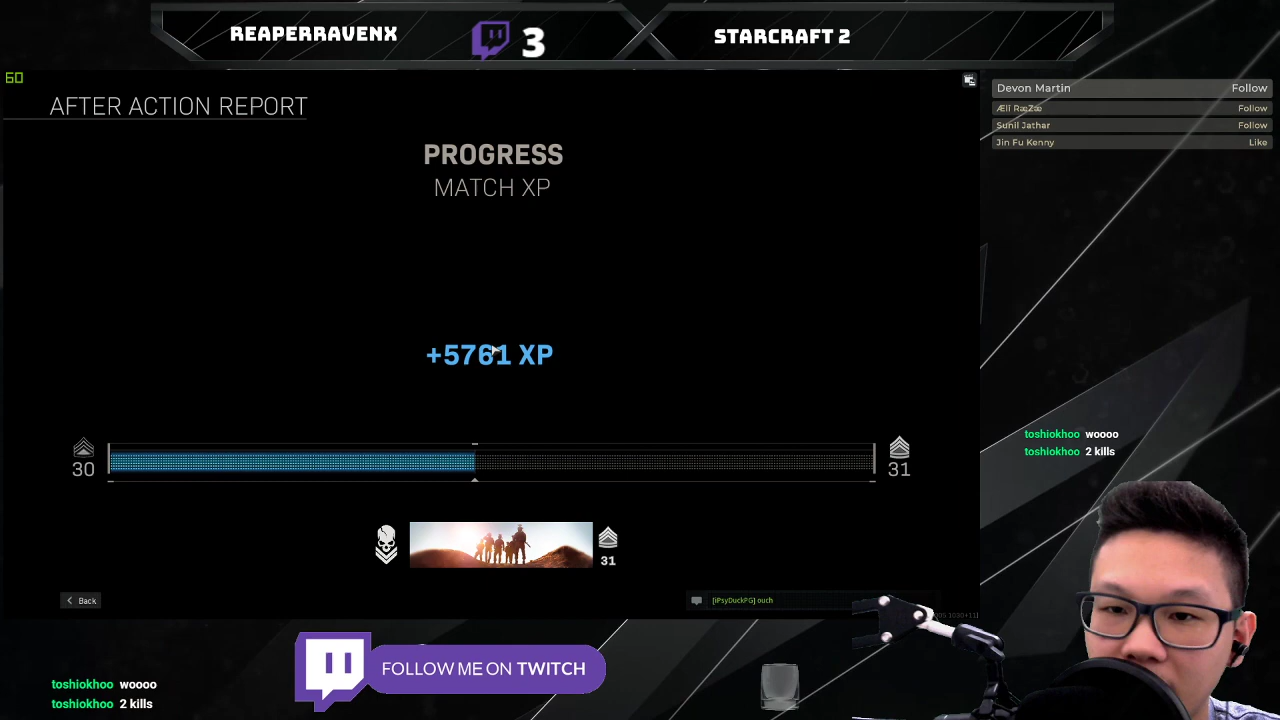 REAPERRAVENX
3
STARCRAFT 2
60
AFTER ACTION REPORT
PROGRESS
MATCH XP
+5761 XP
30
31
31
Back
[iPsyDuckPG] ouch
Devon Martin Follow
Follow
Sunil Jathar Follow
Jin Fu Kenny Like
toshiokhoo woooo
toshiokhoo 2 kills
FOLLOW ME ON TWITCH
toshiokhoo woooo
toshiokhoo 2 kills